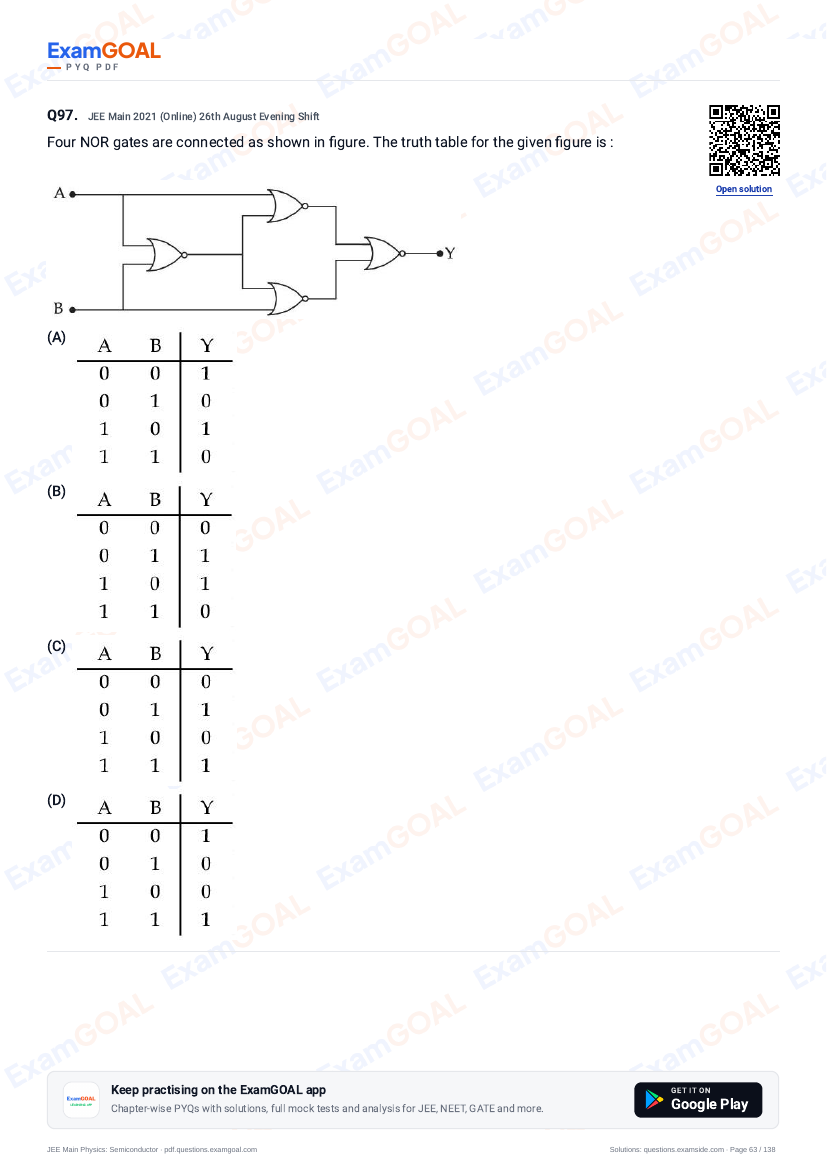 ExamGOAL
PYQ PDF
Q97. JEE Main 2021 (Online) 26th August Evening Shift
Four NOR gates are connected as shown in figure. The truth table for the given figure is :
Open solution
A
Y
B
(A)
A B Y
0 0 1
0 1 0
1 0 1
1 1 0
(B)
A B Y
0 0 0
0 1 1
1 0 1
1 1 0
(C)
A B Y
0 0 0
0 1 1
1 0 0
1 1 1
(D)
A B Y
0 0 1
0 1 0
1 0 0
1 1 1
ExamGOAL
Keep practising on the ExamGOAL app
Chapter-wise PYQs with solutions, full mock tests and analysis for JEE, NEET, GATE and more.
GET IT ON
Google Play
JEE Main Physics: Semiconductor · pdf.questions.examgoal.com
Solutions: questions.examside.com · Page 63 / 138